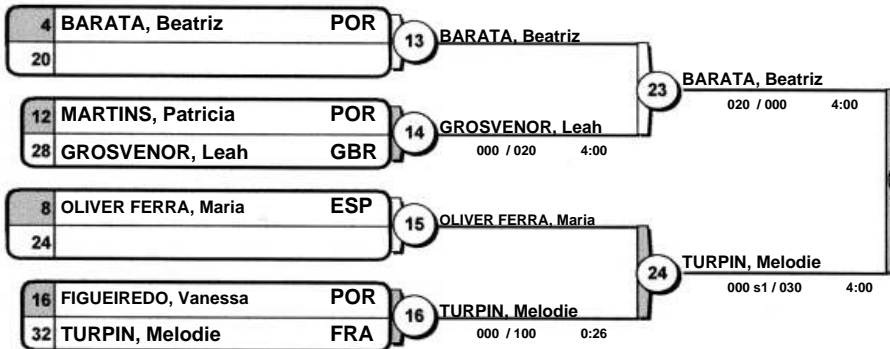 4 BARATA, Beatriz POR
20
13 BARATA, Beatriz
12 MARTINS, Patricia POR
28 GROSVENOR, Leah GBR
14 GROSVENOR, Leah
000 / 020 4:00
23 BARATA, Beatriz
020 / 000 4:00
8 OLIVER FERRA, Maria ESP
24
15 OLIVER FERRA, Maria
16 FIGUEIREDO, Vanessa POR
32 TURPIN, Melodie FRA
16 TURPIN, Melodie
000 / 100 0:26
24 TURPIN, Melodie
000 s1 / 030 4:00